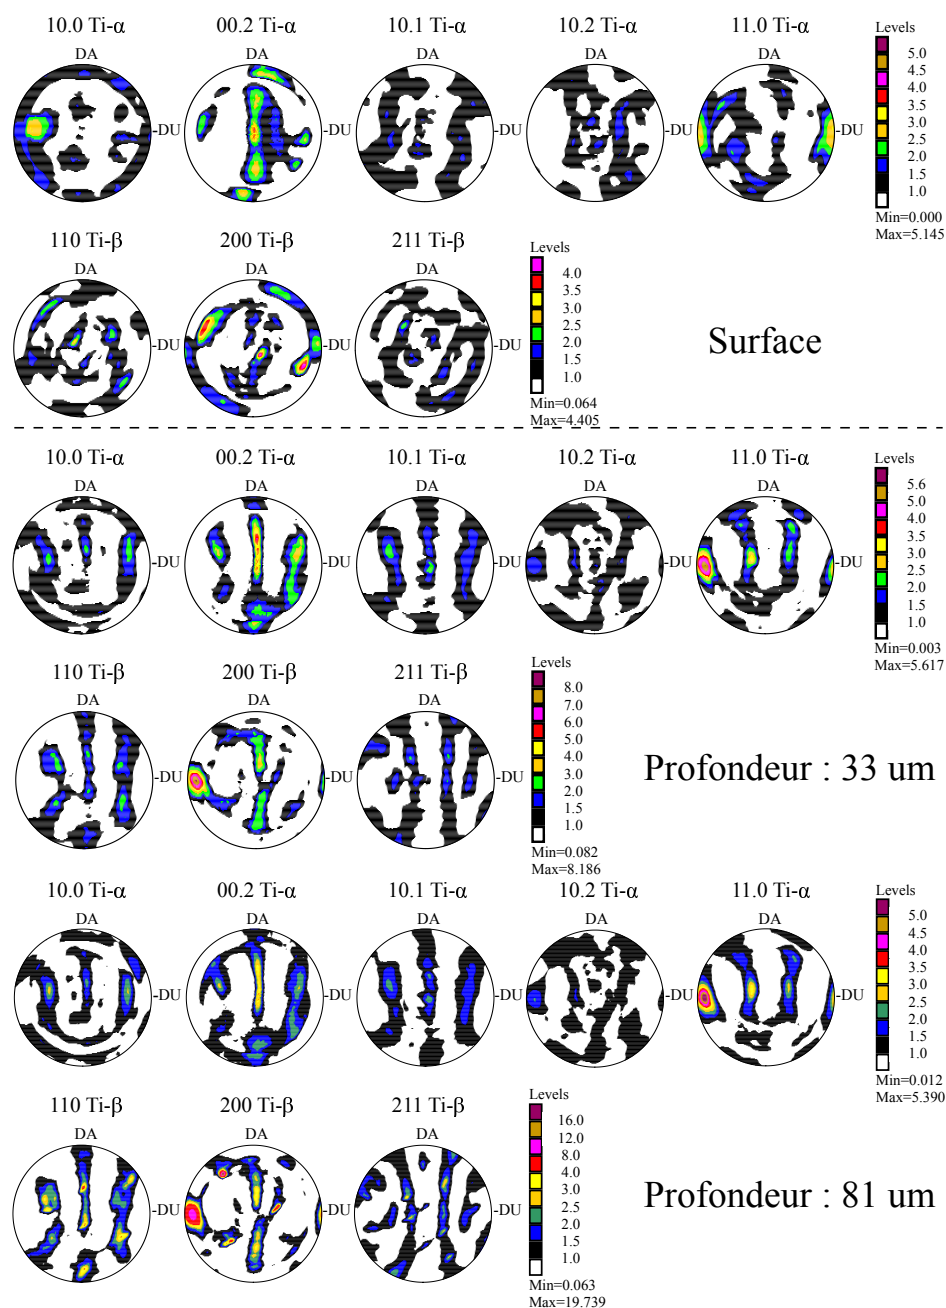 10.0 Ti-α 00.2 Ti-α 10.1 Ti-α 10.2 Ti-α 11.0 Ti-α
Levels
DA DA DA DA DA
5.0
4.5
4.0
3.5
3.0
2.5
2.0
1.5
1.0
-DU -DU -DU -DU -DU
Min=0.000
Max=5.145
110 Ti-β 200 Ti-β 211 Ti-β
Levels
DA DA DA
4.0
3.5
3.0
2.5
2.0
1.5
1.0
-DU -DU -DU
Min=0.064
Max=4.405
Surface
10.0 Ti-α 00.2 Ti-α 10.1 Ti-α 10.2 Ti-α 11.0 Ti-α
Levels
DA DA DA DA DA
5.6
5.0
4.0
3.5
3.0
2.5
2.0
1.5
1.0
-DU -DU -DU -DU -DU
Min=0.003
Max=5.617
110 Ti-β 200 Ti-β 211 Ti-β
Levels
DA DA DA
8.0
7.0
6.0
5.0
4.0
3.0
2.0
1.5
1.0
-DU -DU -DU
Min=0.082
Max=8.186
Profondeur : 33 um
10.0 Ti-α 00.2 Ti-α 10.1 Ti-α 10.2 Ti-α 11.0 Ti-α
Levels
DA DA DA DA DA
5.0
4.5
4.0
3.5
3.0
2.5
2.0
1.5
1.0
-DU -DU -DU -DU -DU
Min=0.012
Max=5.390
110 Ti-β 200 Ti-β 211 Ti-β
Levels
DA DA DA
16.0
12.0
8.0
4.0
3.0
2.5
2.0
1.5
1.0
-DU -DU -DU
Min=0.063
Max=19.739
Profondeur : 81 um